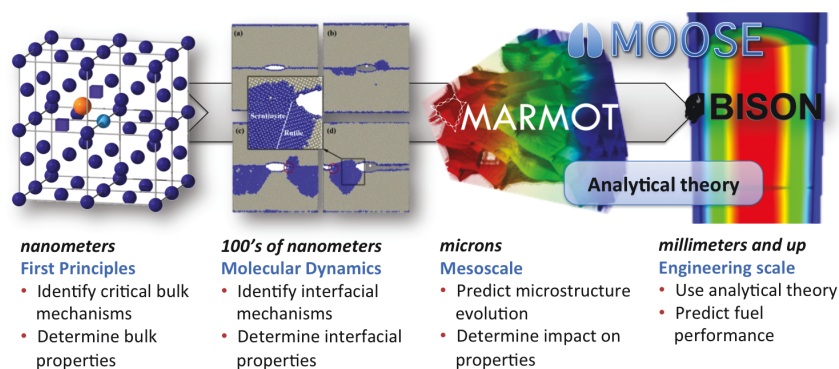 MOOSE
(a)
(b)
Scrutinyite
Rutile
(c)
(d)
MARMOT
BISON
Analytical theory
nanometers
First Principles
• Identify critical bulk
mechanisms
• Determine bulk
properties
100's of nanometers
Molecular Dynamics
• Identify interfacial
mechanisms
• Determine interfacial
properties
microns
Mesoscale
• Predict microstructure
evolution
• Determine impact on
properties
millimeters and up
Engineering scale
• Use analytical theory
• Predict fuel
performance